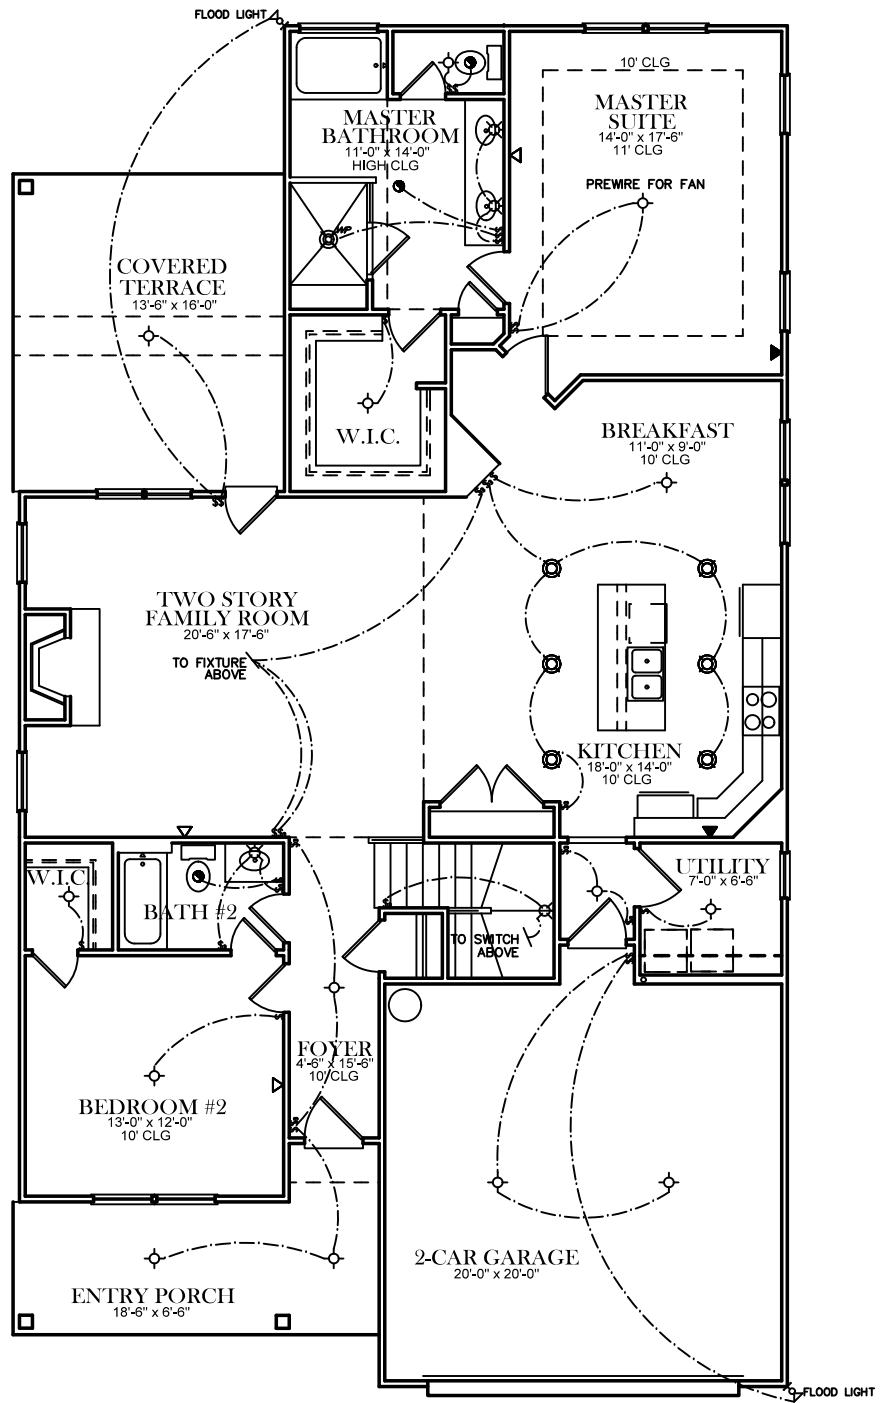 FLOOD LIGHT
10' CLG
MASTER
SUITE
14'-0" x 17'-6"
11' CLG
MASTER
BATHROOM
11'-0" x 14'-0"
HIGH CLG
PREWIRE FOR FAN
WP
COVERED
TERRACE
13'-6" x 16'-0"
W.I.C.
BREAKFAST
11'-0" x 9'-0"
10' CLG
TWO STORY
FAMILY ROOM
20'-6" x 17'-6"
TO FIXTURE
ABOVE
KITCHEN
18'-0" x 14'-0"
10' CLG
W.I.C.
BATH #2
UTILITY
7'-0" x 6'-6"
TO SWITCH
ABOVE
FOYER
4'-6" x 15'-6"
10' CLG
BEDROOM #2
13'-0" x 12'-0"
10' CLG
2-CAR GARAGE
20'-0" x 20'-0"
ENTRY PORCH
18'-6" x 6'-6"
FLOOD LIGHT